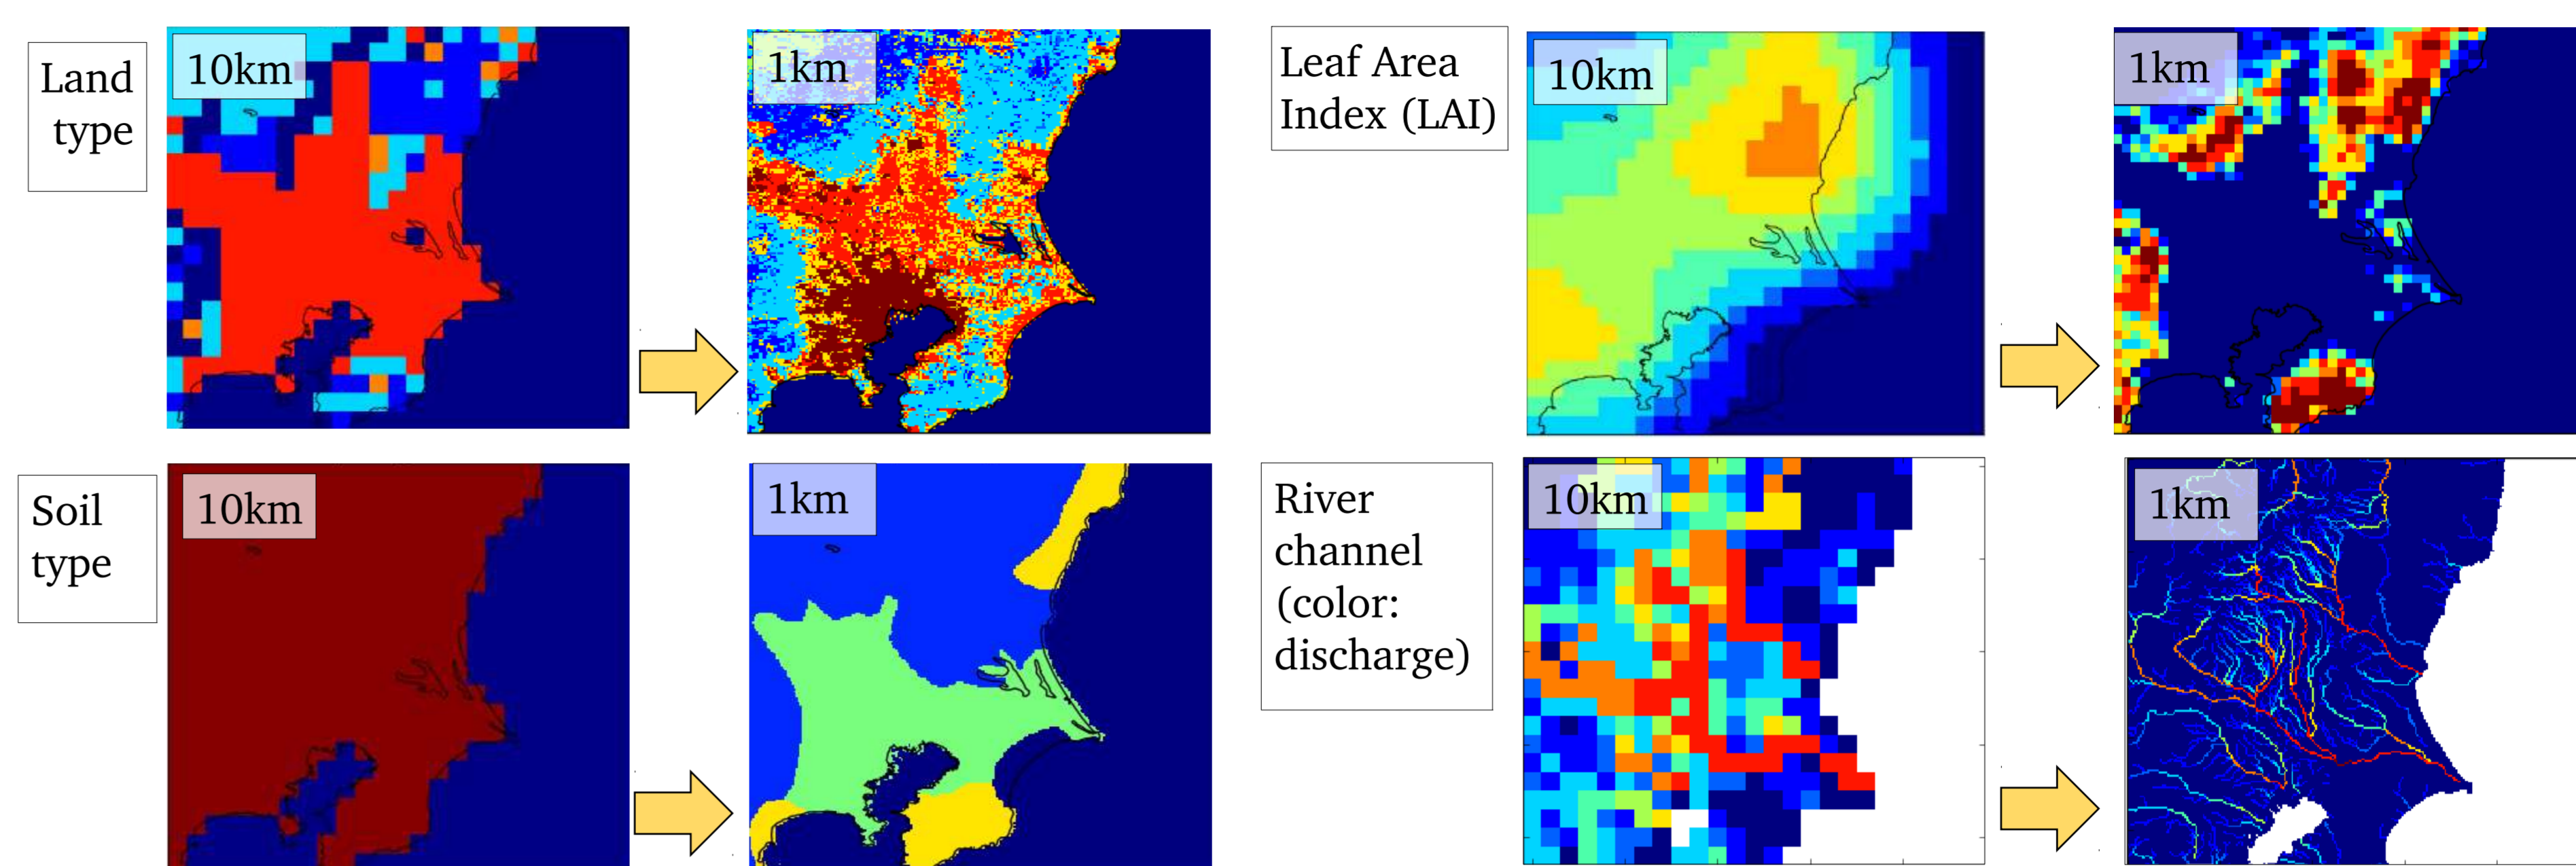 Land
type
10km
1km
Leaf Area
Index (LAI)
10km
1km
Soil
type
10km
1km
River
channel
(color:
discharge)
10km
1km